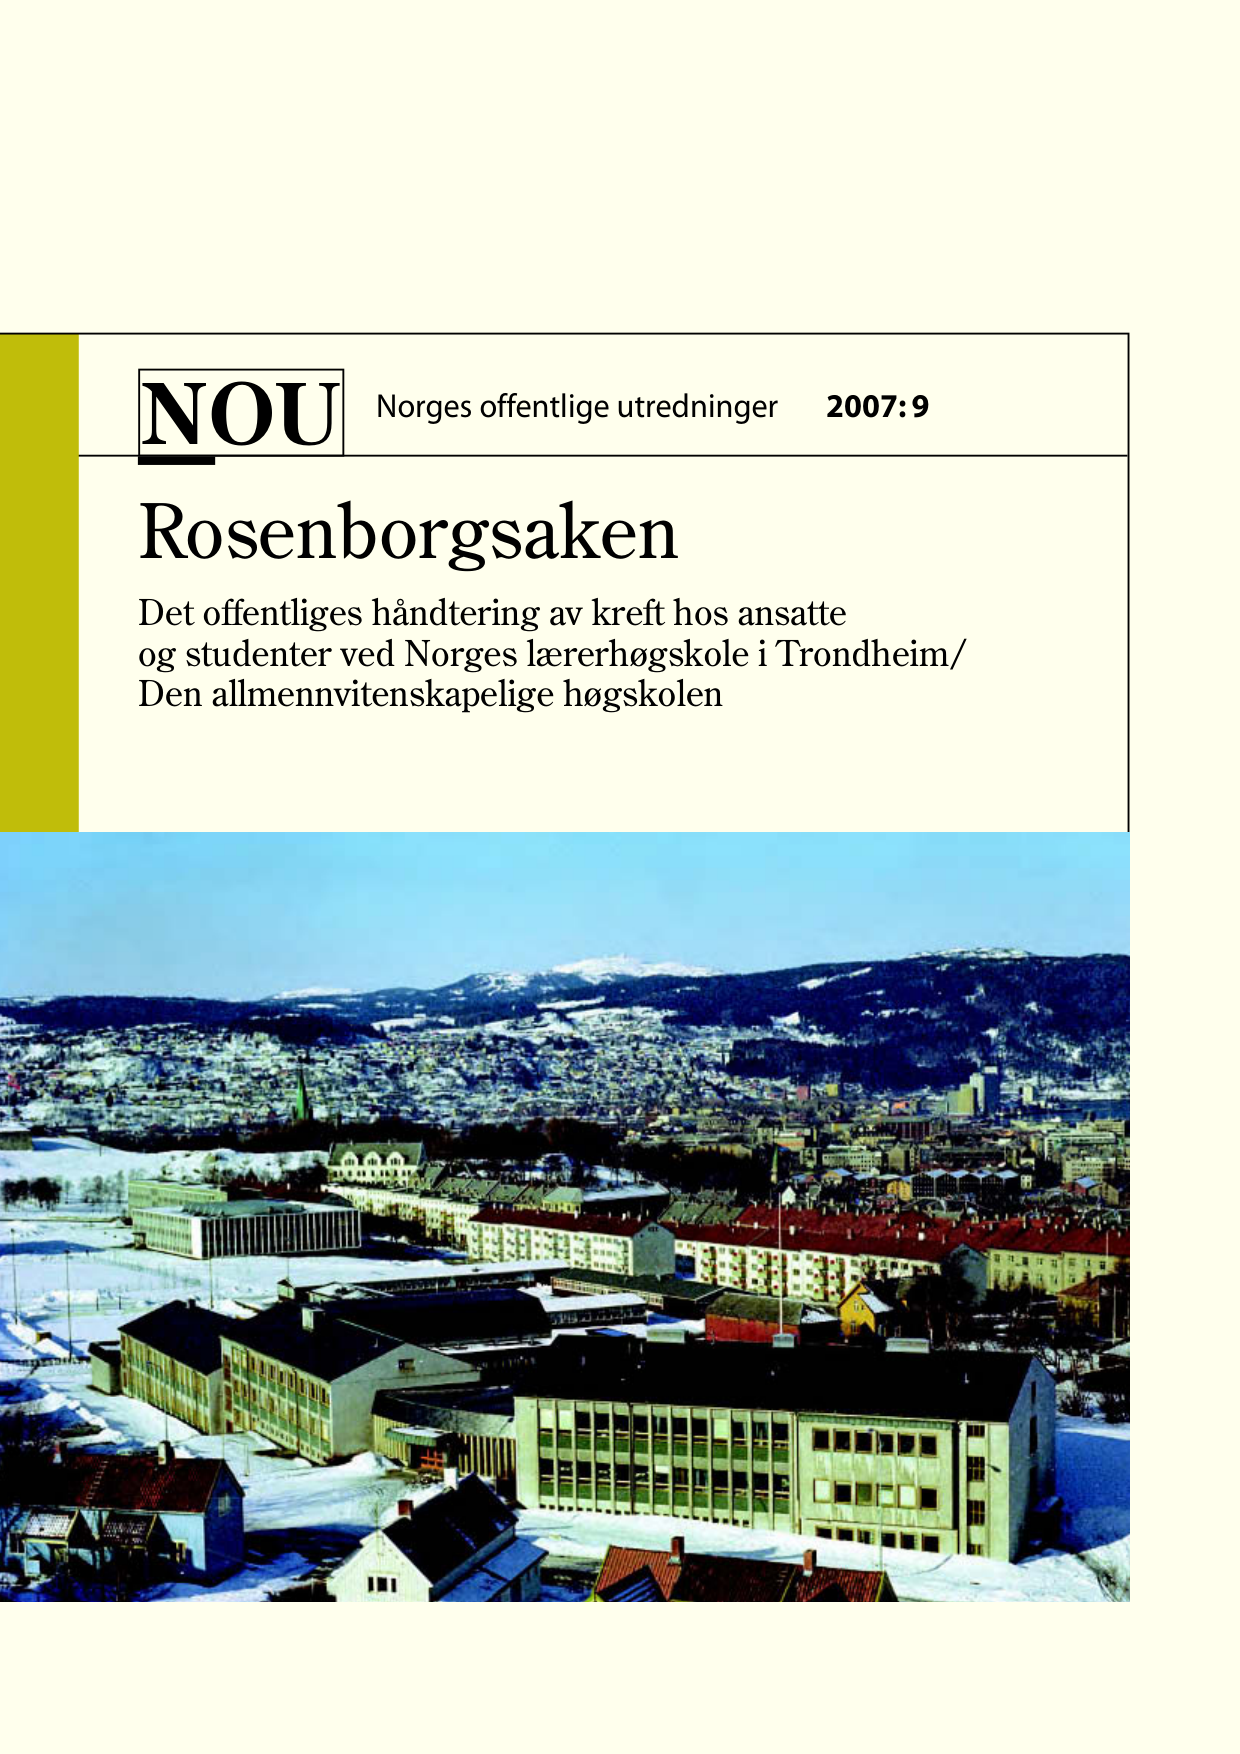 NOU Norges offentlige utredninger 2007: 9
Rosenborgsaken
Det offentliges håndtering av kreft hos ansatte
og studenter ved Norges lærerhøgskole i Trondheim/
Den allmennvitenskapelige høgskolen